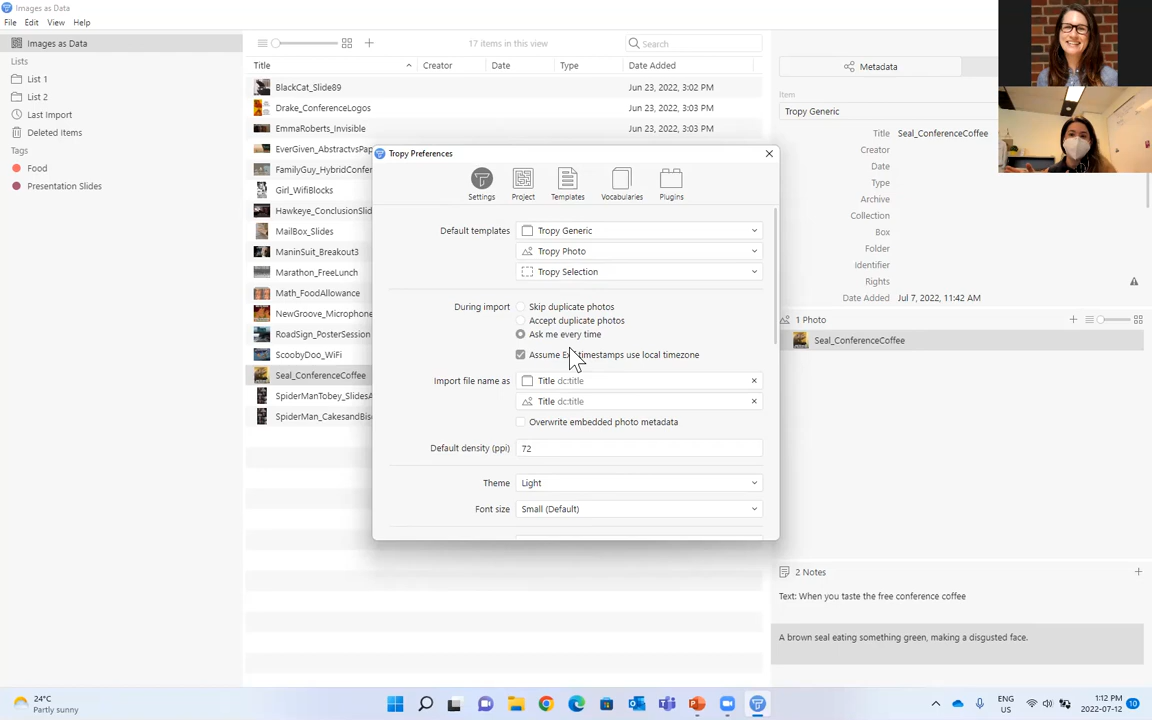 Images as Data
File Edit View Help
Images as Data
Lists
List 1
List 2
Last Import
Deleted Items
Tags
Food
Presentation Slides
17 items in this view
Search
Title Creator Date Type Date Added
BlackCat_Slide89 Jun 23, 2022, 3:02 PM
Drake_ConferenceLogos Jun 23, 2022, 3:03 PM
EmmaRoberts_Invisible Jun 23, 2022, 3:03 PM
EverGiven_AbstractvsPap
FamilyGuy_HybridConfer
Girl_WifiBlocks
Hawkeye_ConclusionSlid
MailBox_Slides
ManinSuit_Breakout3
Marathon_FreeLunch
Math_FoodAllowance
NewGroove_Microphone
RoadSign_PosterSession
ScoobyDoo_WiFi
Seal_ConferenceCoffee
SpiderManTobey_SlidesA
SpiderMan_CakesandBis
Tropy Preferences
Settings Project Templates Vocabularies Plugins
Default templates Tropy Generic
Tropy Photo
Tropy Selection
During import Skip duplicate photos
Accept duplicate photos
Ask me every time
Assume timestamps use local timezone
Import file name as Title dc:title
Title dc:title
Overwrite embedded photo metadata
Default density (ppi) 72
Theme Light
Font size Small (Default)
Metadata
Item
Tropy Generic
Title Seal_ConferenceCoffee
Creator
Date
Type
Archive
Collection
Box
Folder
Identifier
Rights
Date Added Jul 7, 2022, 11:42 AM
1 Photo
Seal_ConferenceCoffee
2 Notes
Text: When you taste the free conference coffee
A brown seal eating something green, making a disgusted face.
24°C
Partly sunny
ENG
US
1:12 PM
2022-07-12
10